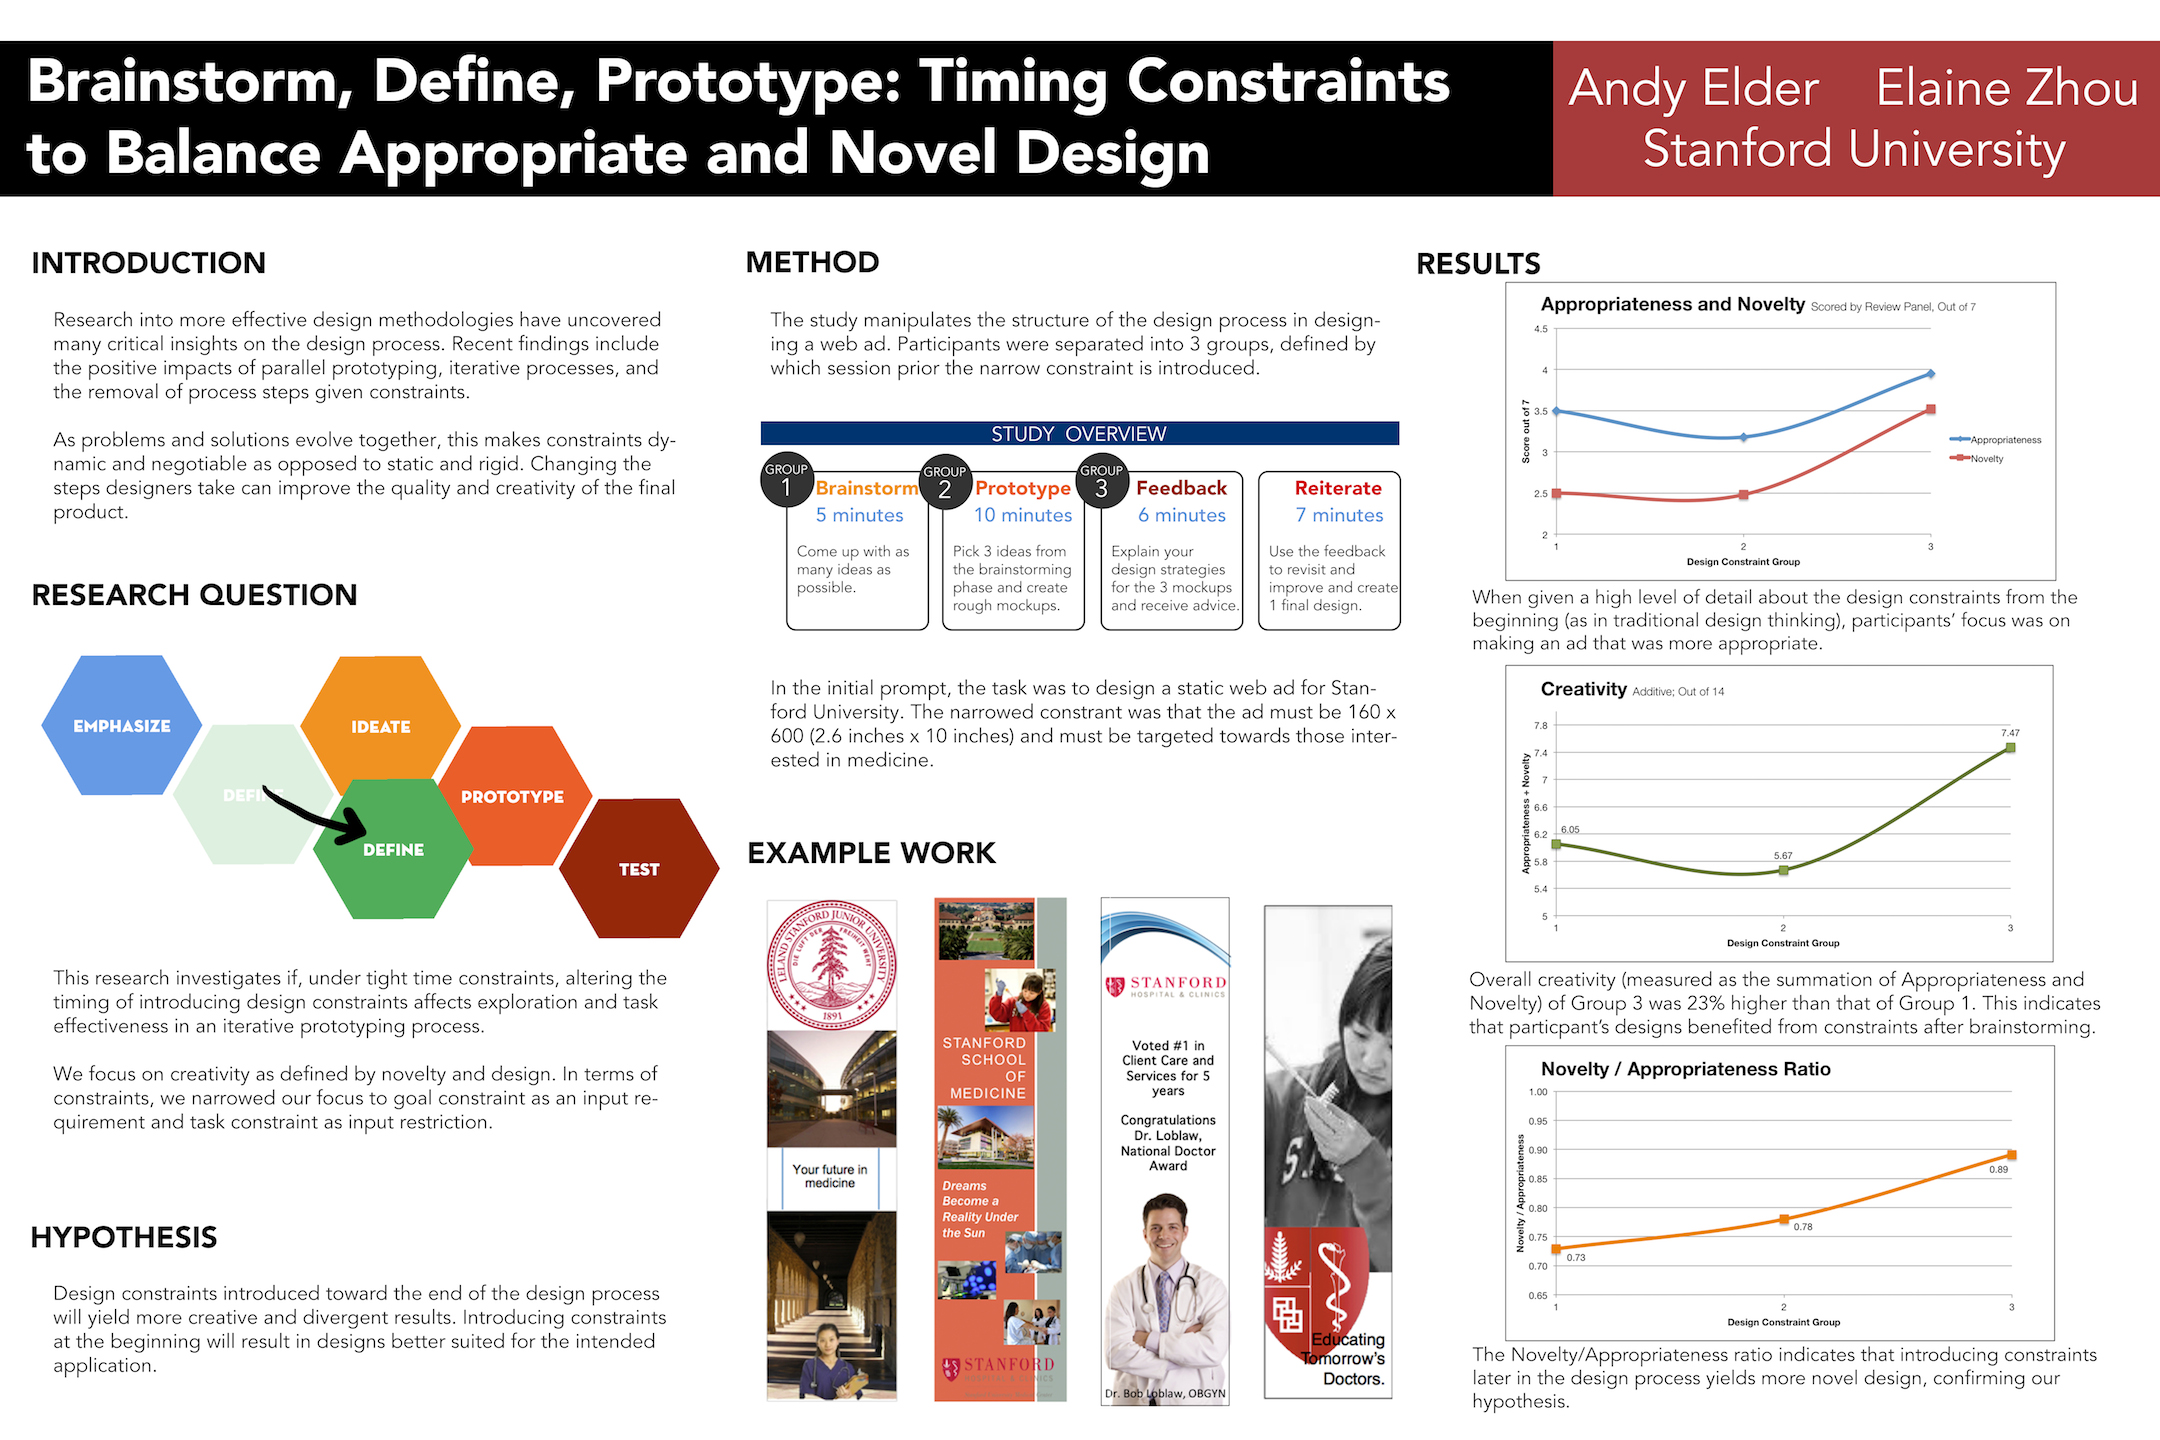 Brainstorm, Define, Prototype: Timing Constraints
to Balance Appropriate and Novel Design
Andy Elder Elaine Zhou
Stanford University
INTRODUCTION
Research into more effective design methodologies have uncovered
many critical insights on the design process. Recent findings include
the positive impacts of parallel prototyping, iterative processes, and
the removal of process steps given constraints.
As problems and solutions evolve together, this makes constraints dy-
namic and negotiable as opposed to static and rigid. Changing the
steps designers take can improve the quality and creativity of the final
product.
RESEARCH QUESTION
EMPHASIZE
DEFINE
IDEATE
DEFINE
PROTOTYPE
TEST
This research investigates if, under tight time constraints, altering the
timing of introducing design constraints affects exploration and task
effectiveness in an iterative prototyping process.
We focus on creativity as defined by novelty and design. In terms of
constraints, we narrowed our focus to goal constraint as an input re-
quirement and task constraint as input restriction.
HYPOTHESIS
Design constraints introduced toward the end of the design process
will yield more creative and divergent results. Introducing constraints
at the beginning will result in designs better suited for the intended
application.
METHOD
The study manipulates the structure of the design process in design-
ing a web ad. Participants were separated into 3 groups, defined by
which session prior the narrow constraint is introduced.
STUDY OVERVIEW
GROUP
1
Brainstorm
5 minutes
Come up with as
many ideas as
possible.
GROUP
2
Prototype
10 minutes
Pick 3 ideas from
the brainstorming
phase and create
rough mockups.
GROUP
3
Feedback
6 minutes
Explain your
design strategies
for the 3 mockups
and receive advice.
Reiterate
7 minutes
Use the feedback
to revisit and
improve and create
1 final design.
In the initial prompt, the task was to design a static web ad for Stan-
ford University. The narrowed constrant was that the ad must be 160 x
600 (2.6 inches x 10 inches) and must be targeted towards those inter-
ested in medicine.
EXAMPLE WORK
LELAND STANFORD JUNIOR UNIVERSITY
DIE LUFT DER FREIHEIT WEHT
1891
Your future in
medicine
STANFORD
SCHOOL
OF
MEDICINE
Dreams
Become a
Reality Under
the Sun
STANFORD
HOSPITAL & CLINICS
STANFORD
HOSPITAL & CLINICS
Voted #1 in
Client Care and
Services for 5
years
Congratulations
Dr. Loblaw,
National Doctor
Award
Dr. Bob Loblaw, OBGYN
Educating
Tomorrow's
Doctors.
RESULTS
Appropriateness and Novelty Scored by Review Panel, Out of 7
Score out of 7
4.5
4
3.5
3
2.5
2
1 2 3
Design Constraint Group
Appropriateness
Novelty
When given a high level of detail about the design constraints from the
beginning (as in traditional design thinking), participants' focus was on
making an ad that was more appropriate.
Creativity Additive; Out of 14
Appropriateness + Novelty
7.8
7.4
7
6.6
6.2
5.8
5.4
5
6.05
5.67
7.47
1 2 3
Design Constraint Group
Overall creativity (measured as the summation of Appropriateness and
Novelty) of Group 3 was 23% higher than that of Group 1. This indicates
that particpant's designs benefited from constraints after brainstorming.
Novelty / Appropriateness Ratio
Novelty / Appropriateness
1.00
0.95
0.90
0.85
0.80
0.75
0.70
0.65
0.73
0.78
0.89
1 2 3
Design Constraint Group
The Novelty/Appropriateness ratio indicates that introducing constraints
later in the design process yields more novel design, confirming our
hypothesis.